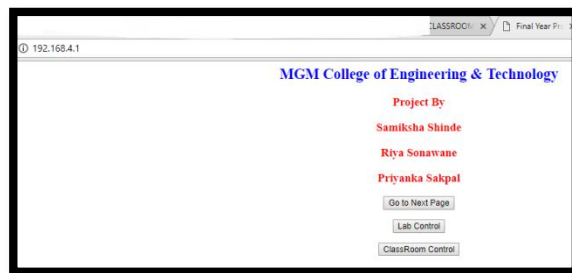 CLASSROOM
Final Year Pro
192.168.4.1
MGM College of Engineering & Technology
Project By
Samiksha Shinde
Riya Sonawane
Priyanka Sakpal
Go to Next Page
Lab Control
ClassRoom Control